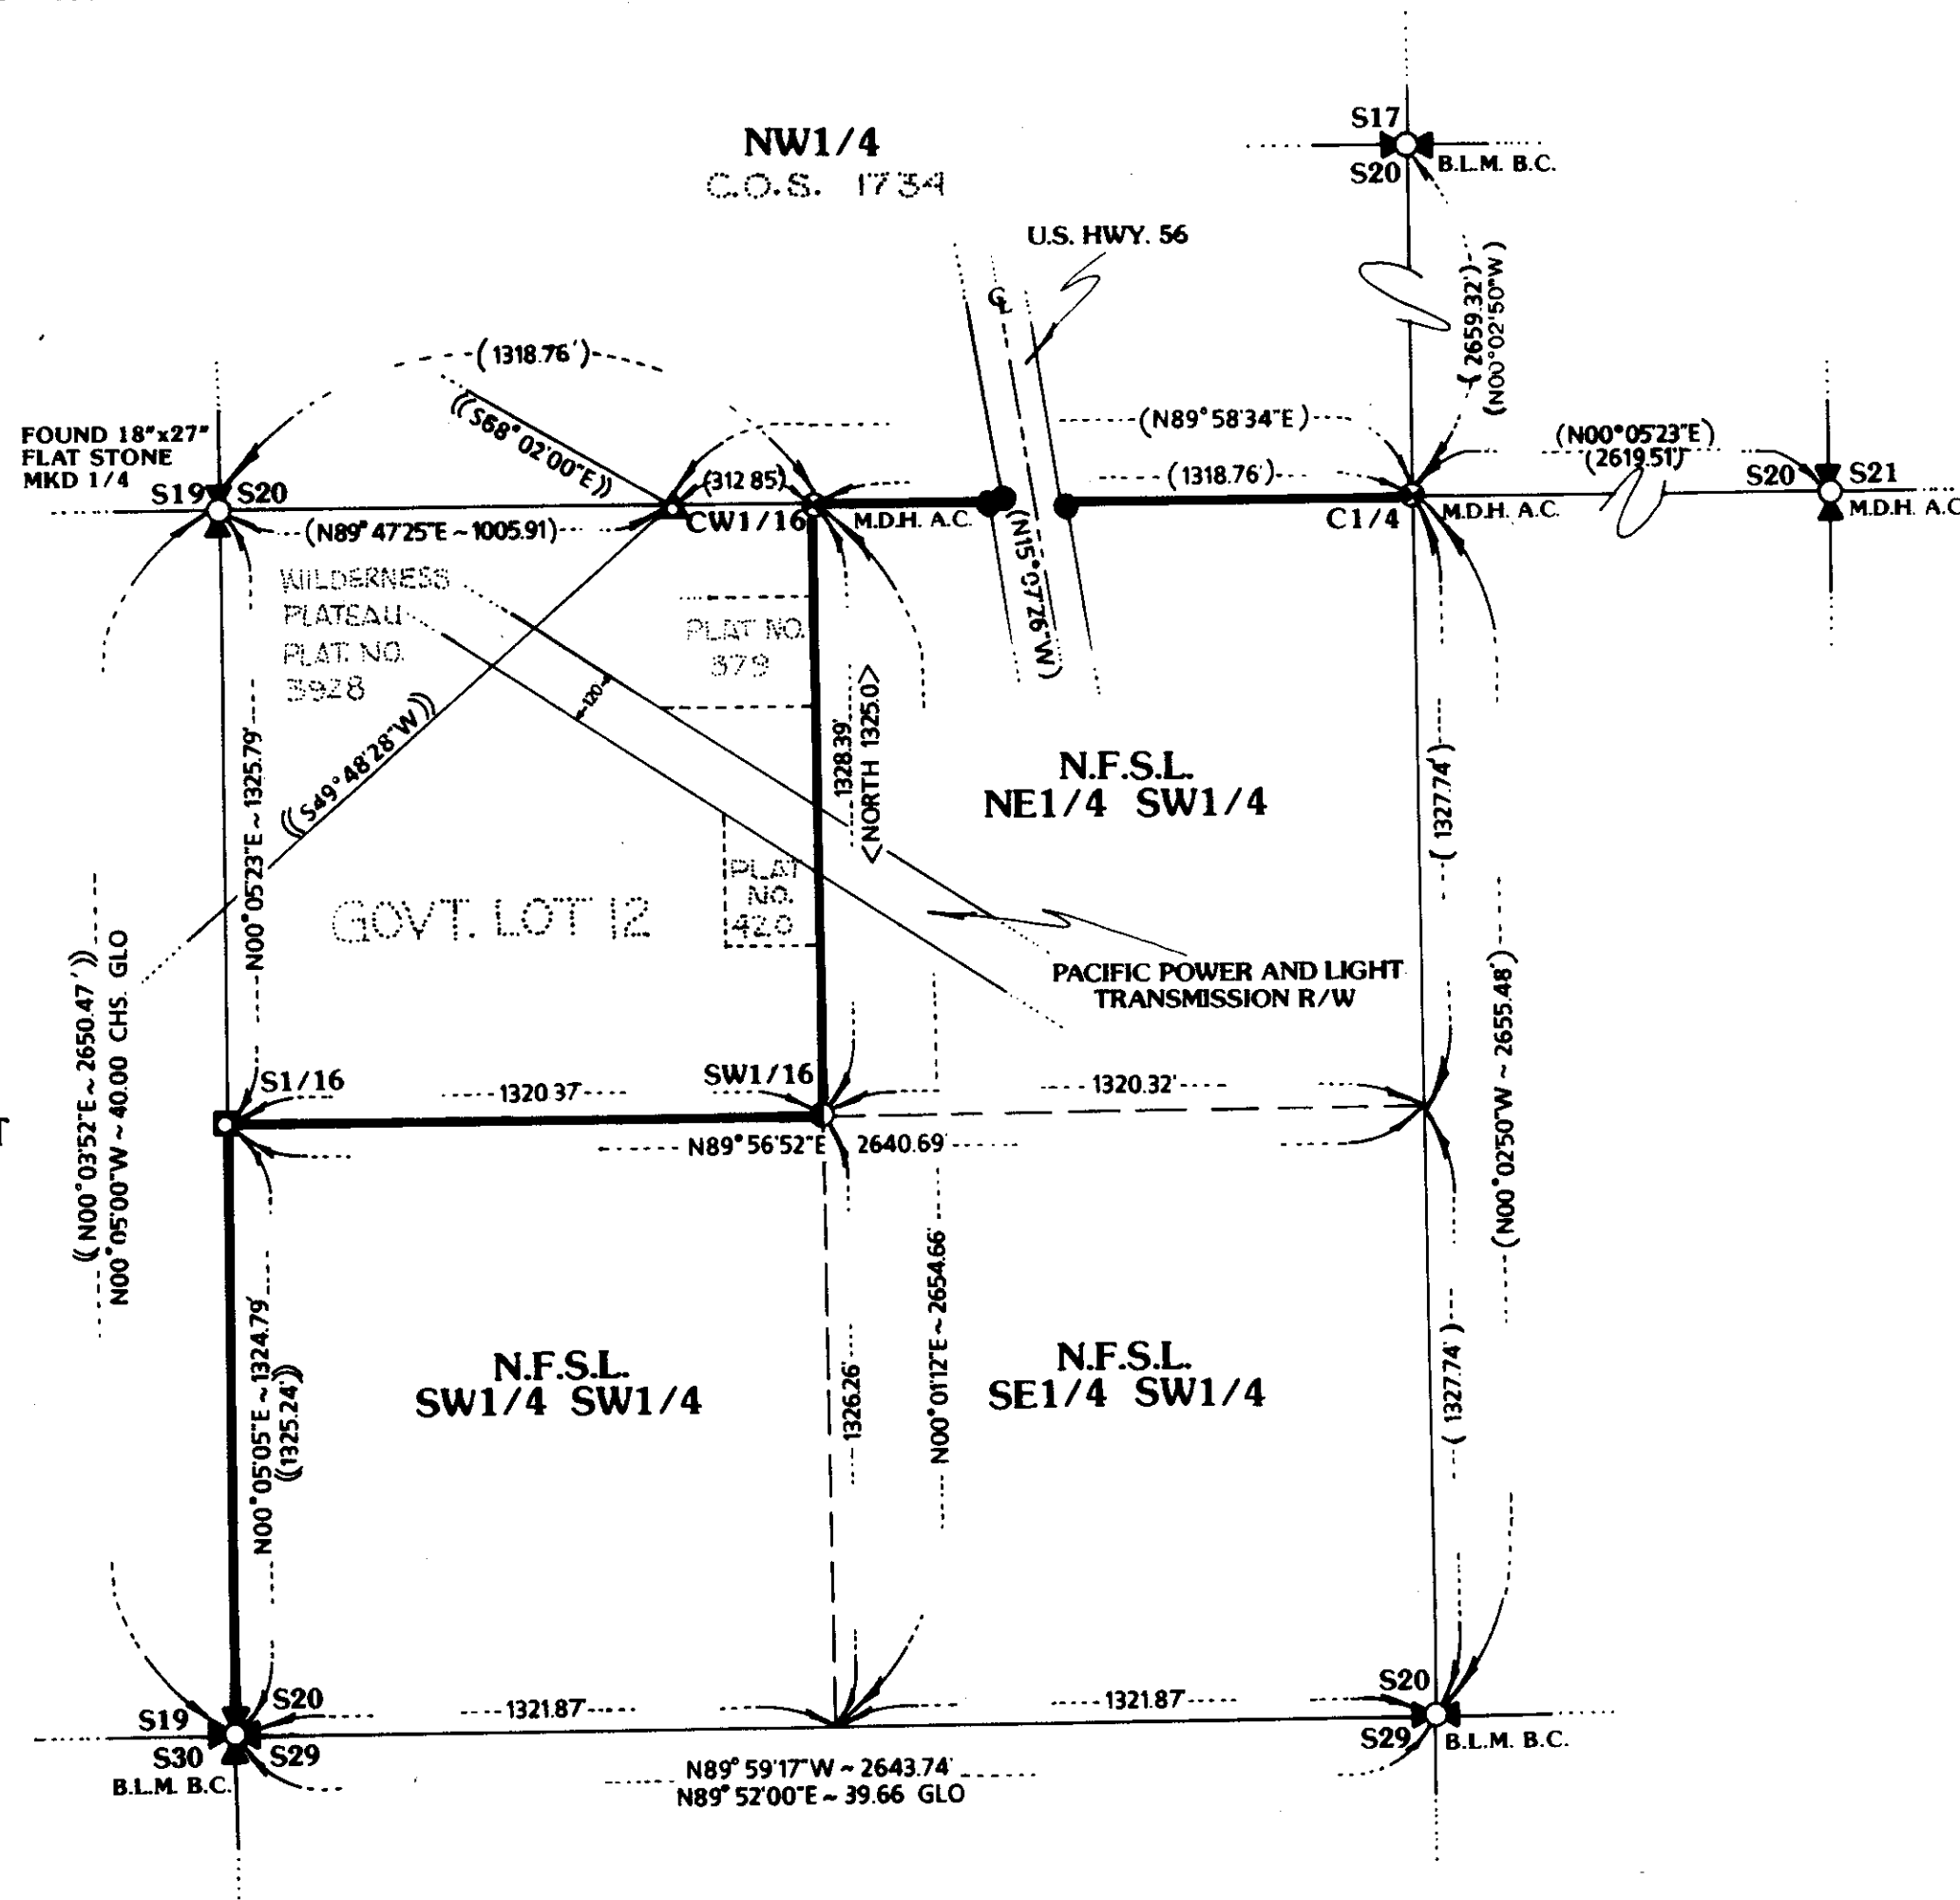 NW1/4
C.O.S. 1734
S17
S20
B.L.M. B.C.
U.S. HWY. 56
(2659.32')
(N00°02'50"W)
℄
(1318.76')
((S68°02'00"E))
(N89°58'34"E)
(N00°05'23"E)
(2619.51')
FOUND 18"x27"
FLAT STONE
MKD 1/4
S19 S20
(312.85)
(1318.76')
S20 S21
(N89°47'25"E ~ 1005.91)
CW1/16
M.D.H. A.C.
C1/4
M.D.H. A.C.
M.D.H. A.C
(N15°07'26"W)
WILDERNESS
PLATEAU
PLAT. NO.
3928
PLAT NO.
379
120
((S49°48'28"W))
N00°05'23"E ~ 1325.79'
1328.39'
<NORTH 1325.0>
N.F.S.L.
NE1/4 SW1/4
(1327.74')
PLAT
NO.
420
GOVT. LOT 12
((N00°03'52"E ~ 2650.47'))
N00°05'00"W ~ 40.00 CHS. GLO
PACIFIC POWER AND LIGHT
TRANSMISSION R/W
(N00°02'50"W ~ 2655.48')
S1/16
1320.37
SW1/16
1320.32'
N89°56'52"E 2640.69'
N00°05'05"E ~ 1324.79'
((1325.24'))
N.F.S.L.
SW1/4 SW1/4
1326.26'
N00°01'12"E ~ 2654.66'
N.F.S.L.
SE1/4 SW1/4
(1327.74')
S19 S20
S30 S29
B.L.M. B.C.
1321.87'
1321.87'
S20
S29
B.L.M. B.C.
N89°59'17"W ~ 2643.74'
N89°52'00"E ~ 39.66 GLO